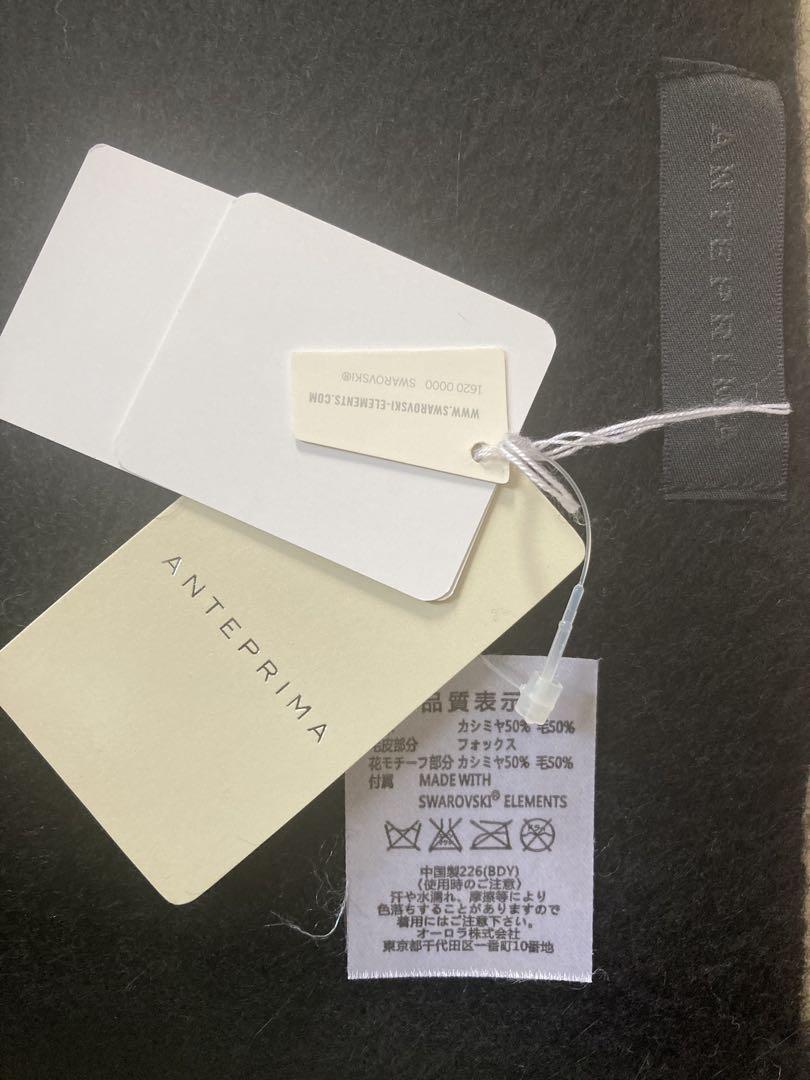 ANTEPRIMA
WWW.SWAROVSKI-ELEMENTS.COM
1620 0000 SWAROVSKI®
ANTEPRIMA
品質表示
カシミヤ50% 毛50%
毛皮部分 フォックス
花モチーフ部分 カシミヤ50% 毛50%
付属 MADE WITH
SWAROVSKI® ELEMENTS
中国製226(BDY)
〈使用時のご注意〉
汗や水濡れ、摩擦等により
色落ちすることがありますので
着用にはご注意下さい。
オーロラ株式会社
東京都千代田区一番町10番地